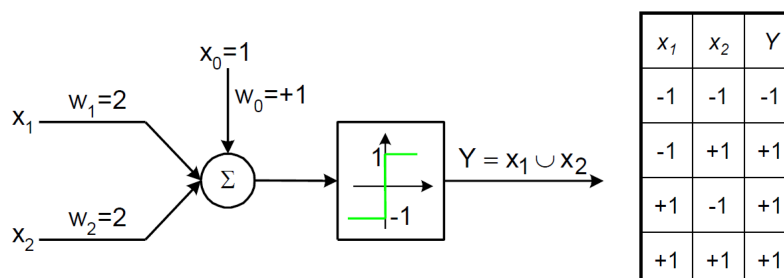 x₀=1
w₀=+1
w₁=2
x₁
Σ
w₂=2
x₂
1
-1
Y = x₁ ∪ x₂
x₁ x₂ Y
-1 -1 -1
-1 +1 +1
+1 -1 +1
+1 +1 +1